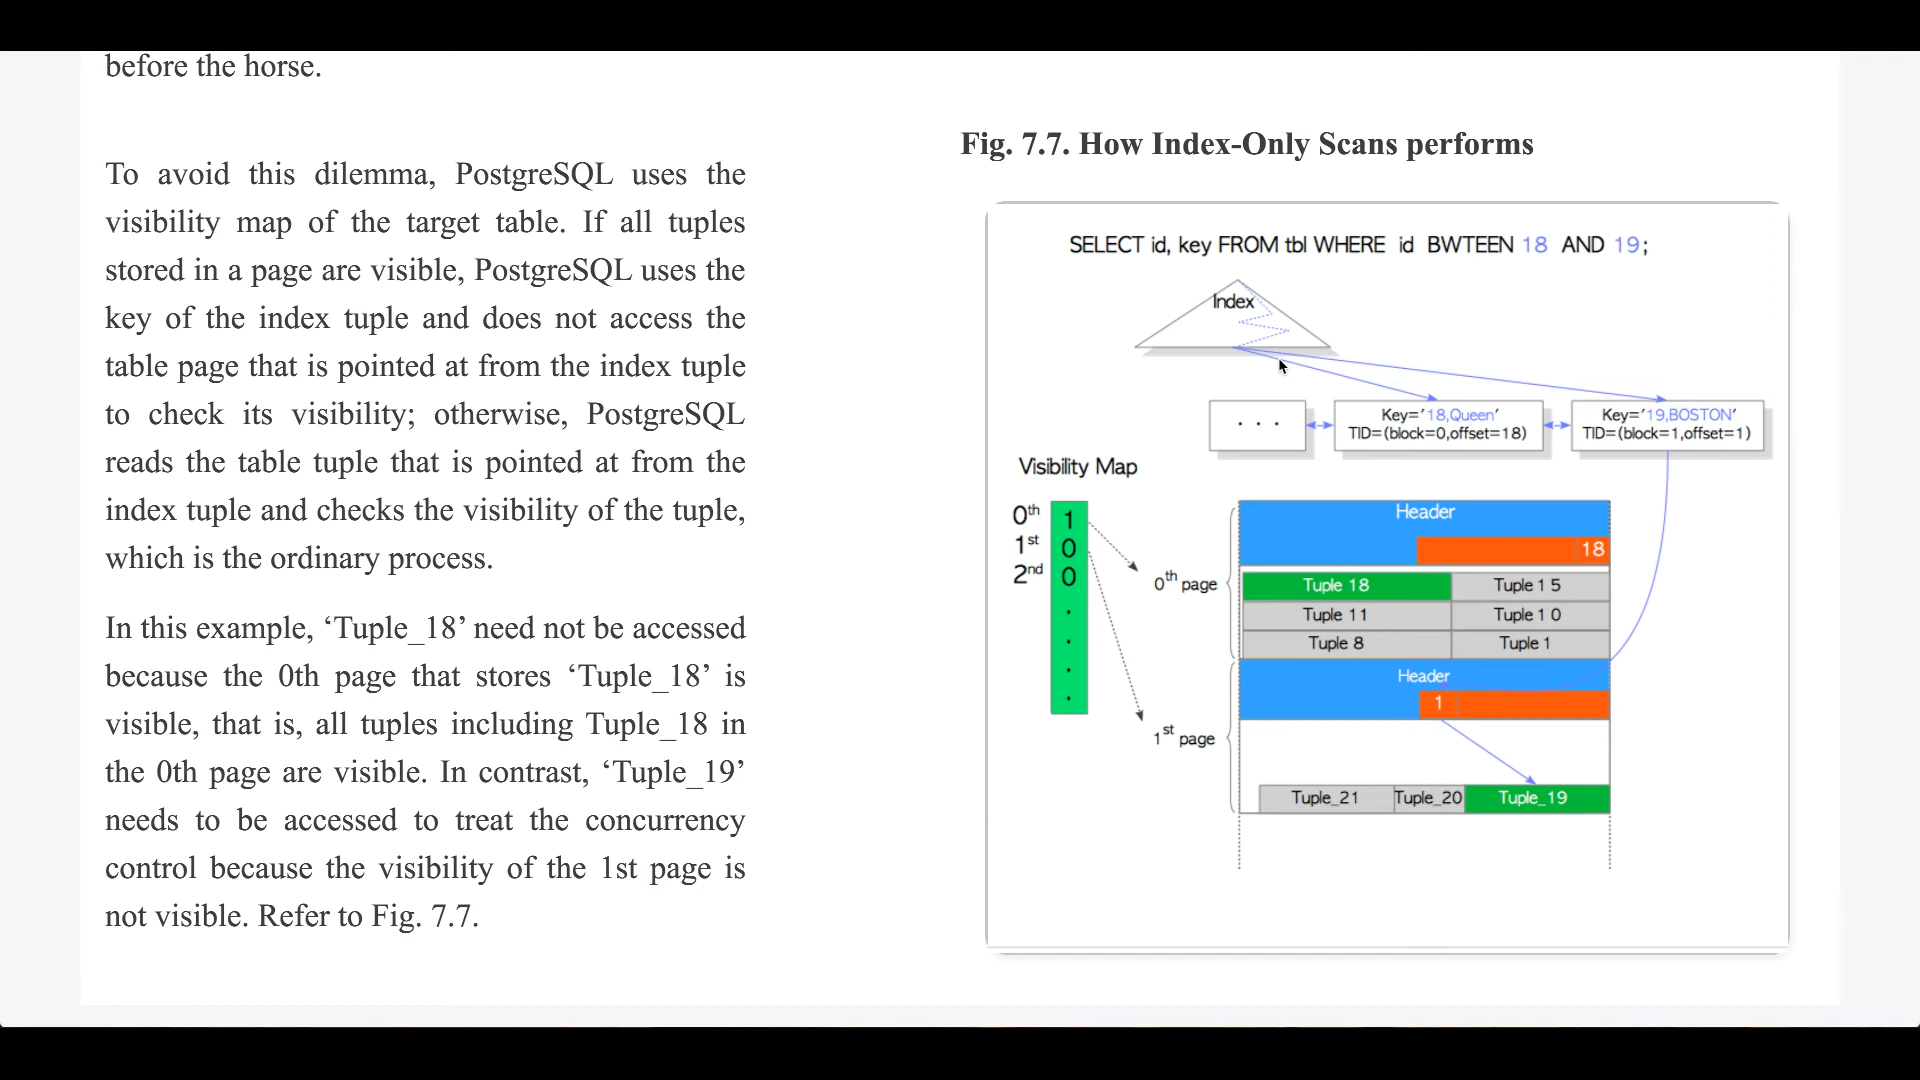 before the horse.
To avoid this dilemma, PostgreSQL uses the
visibility map of the target table. If all tuples
stored in a page are visible, PostgreSQL uses the
key of the index tuple and does not access the
table page that is pointed at from the index tuple
to check its visibility; otherwise, PostgreSQL
reads the table tuple that is pointed at from the
index tuple and checks the visibility of the tuple,
which is the ordinary process.
In this example, ‘Tuple_18’ need not be accessed
because the 0th page that stores ‘Tuple_18’ is
visible, that is, all tuples including Tuple_18 in
the 0th page are visible. In contrast, ‘Tuple_19’
needs to be accessed to treat the concurrency
control because the visibility of the 1st page is
not visible. Refer to Fig. 7.7.
Fig. 7.7. How Index-Only Scans performs
SELECT id, key FROM tbl WHERE id BWTEEN 18 AND 19;
Index
. . .
Key='18,Queen'
TID=(block=0,offset=18)
Key='19,BOSTON'
TID=(block=1,offset=1)
Visibility Map
0th 1
1st 0
2nd 0
.
.
.
.
0th page
Header
18
Tuple 18 Tuple 1 5
Tuple 11 Tuple 1 0
Tuple 8 Tuple 1
1st page
Header
1
Tuple_21 Tuple_20 Tuple_19